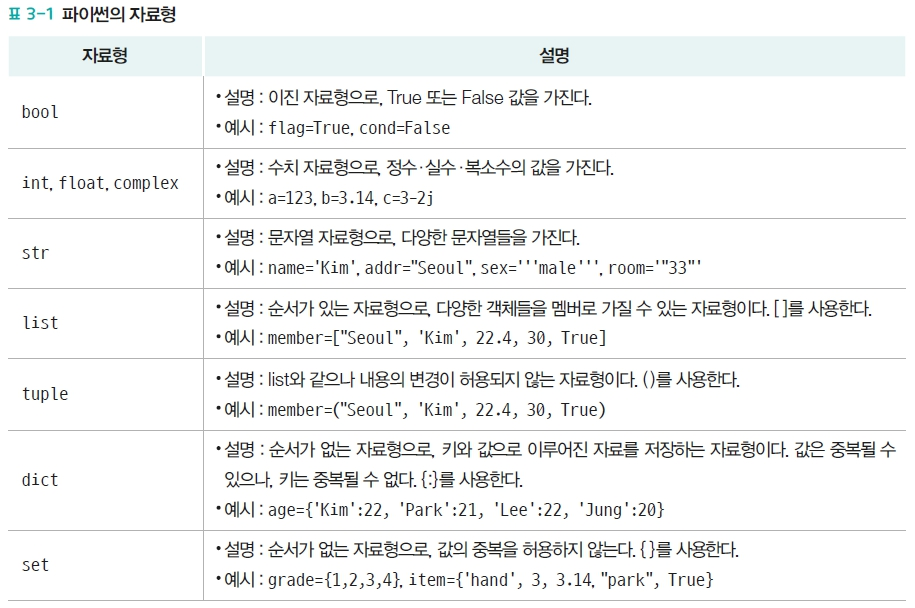 표 3-1 파이썬의 자료형
자료형 설명
bool
• 설명 : 이진 자료형으로, True 또는 False 값을 가진다.
• 예시 : flag=True, cond=False
int, float, complex
• 설명 : 수치 자료형으로, 정수·실수·복소수의 값을 가진다.
• 예시 : a=123, b=3.14, c=3-2j
str
• 설명 : 문자열 자료형으로, 다양한 문자열들을 가진다.
• 예시 : name='Kim', addr="Seoul", sex='''male''', room='"33"'
list
• 설명 : 순서가 있는 자료형으로, 다양한 객체들을 멤버로 가질 수 있는 자료형이다. [ ]를 사용한다.
• 예시 : member=["Seoul", 'Kim', 22.4, 30, True]
tuple
• 설명 : list와 같으나 내용의 변경이 허용되지 않는 자료형이다. ( )를 사용한다.
• 예시 : member=("Seoul", 'Kim', 22.4, 30, True)
dict
• 설명 : 순서가 없는 자료형으로, 키와 값으로 이루어진 자료를 저장하는 자료형이다. 값은 중복될 수
있으나, 키는 중복될 수 없다. {:}를 사용한다.
• 예시 : age={'Kim':22, 'Park':21, 'Lee':22, 'Jung':20}
set
• 설명 : 순서가 없는 자료형으로, 값의 중복을 허용하지 않는다. { }를 사용한다.
• 예시 : grade={1,2,3,4}, item={'hand', 3, 3.14, "park", True}